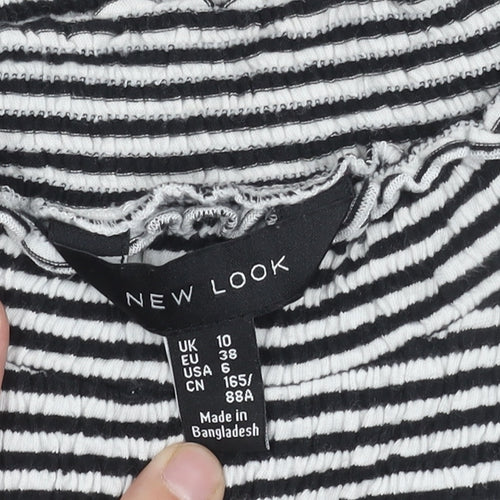 NEW LOOK
UK 10
EU 38
USA 6
CN 165/
88A
Made in
Bangladesh